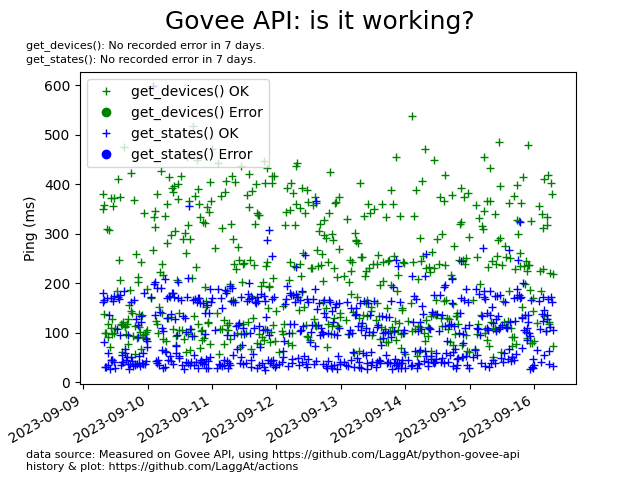 Govee API: is it working?
get_devices(): No recorded error in 7 days.
get_states(): No recorded error in 7 days.
get_devices() OK
get_devices() Error
get_states() OK
get_states() Error
Ping (ms)
600
500
400
300
200
100
0
2023-09-09
2023-09-10
2023-09-11
2023-09-12
2023-09-13
2023-09-14
2023-09-15
2023-09-16
data source: Measured on Govee API, using https://github.com/LaggAt/python-govee-api
history & plot: https://github.com/LaggAt/actions